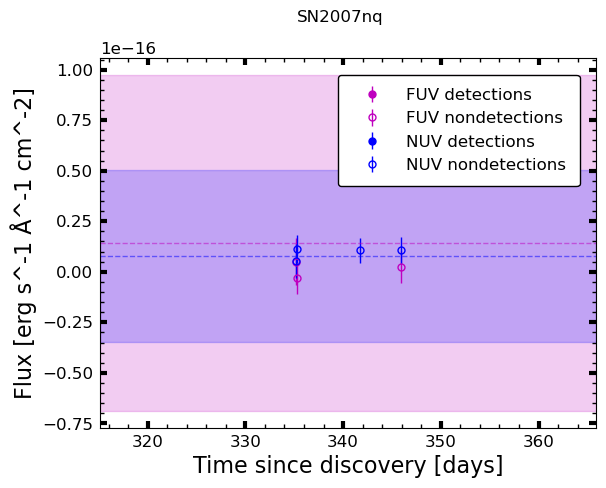 SN2007nq
1e−16
1.00
0.75
0.50
0.25
0.00
−0.25
−0.50
−0.75
Flux [erg s^-1 Å^-1 cm^-2]
FUV detections
FUV nondetections
NUV detections
NUV nondetections
320
330
340
350
360
Time since discovery [days]